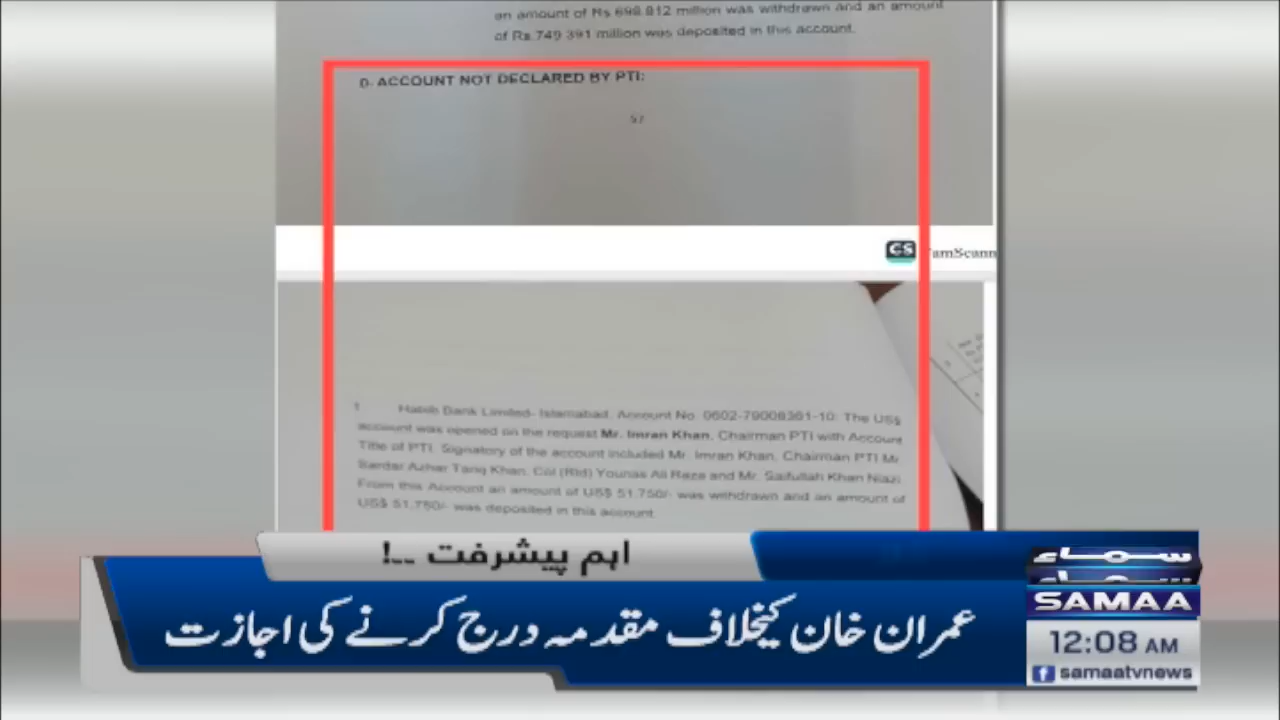 an amount of Rs.698.812 million was withdrawn and an amount
of Rs.749.391 million was deposited in this account.
D- ACCOUNT NOT DECLARED BY PTI:
57
CS
amScann
1 Habib Bank Limited- Islamabad, Account No. 0602-79008361-10: The US$
account was opened on the request Mr. Imran Khan, Chairman PTI with Account
Title of PTI. Signatory of the account included Mr. Imran Khan, Chairman PTI Mr.
Sardar Azhar Tariq Khan, Col (Rtd) Younas Ali Raza and Mr. Saifullah Khan Niazi.
From this Account an amount of US$ 51,750/- was withdrawn and an amount of
US$ 51,750/- was deposited in this account.
اہم پیشرفت ..!
عمران خان کیخلاف مقدمہ درج کرنے کی اجازت
سماء
SAMAA
12:08 AM
samaatvnews